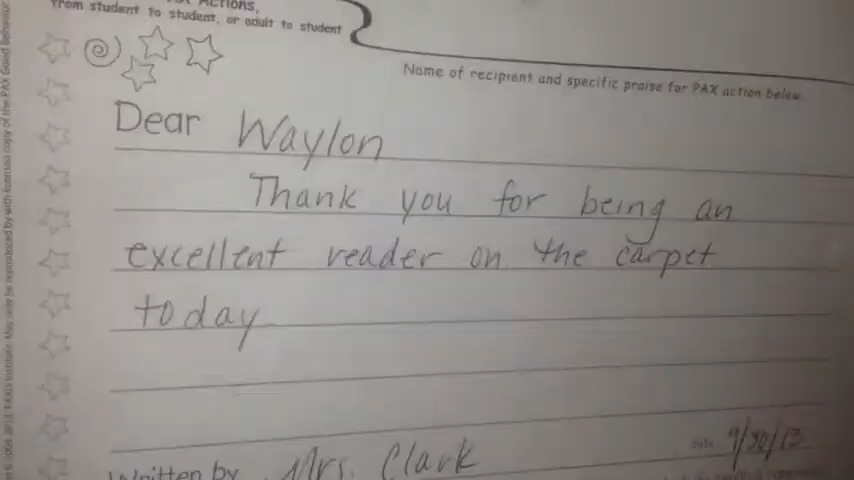 from student to student, or adult to student
Name of recipient and specific praise for PAX action below.
Dear Waylon
Thank you for being an
excellent reader on the carpet
today
date 9/30/13
Written by Mrs. Clark